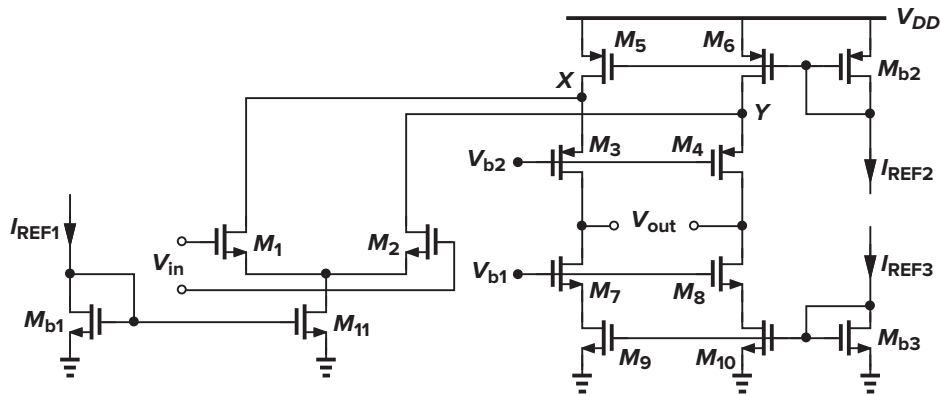 V_DD
M_5
M_6
M_b2
X
Y
V_b2
M_3
M_4
I_REF2
I_REF1
M_1
M_2
V_out
V_in
V_b1
I_REF3
M_7
M_8
M_b1
M_11
M_9
M_10
M_b3